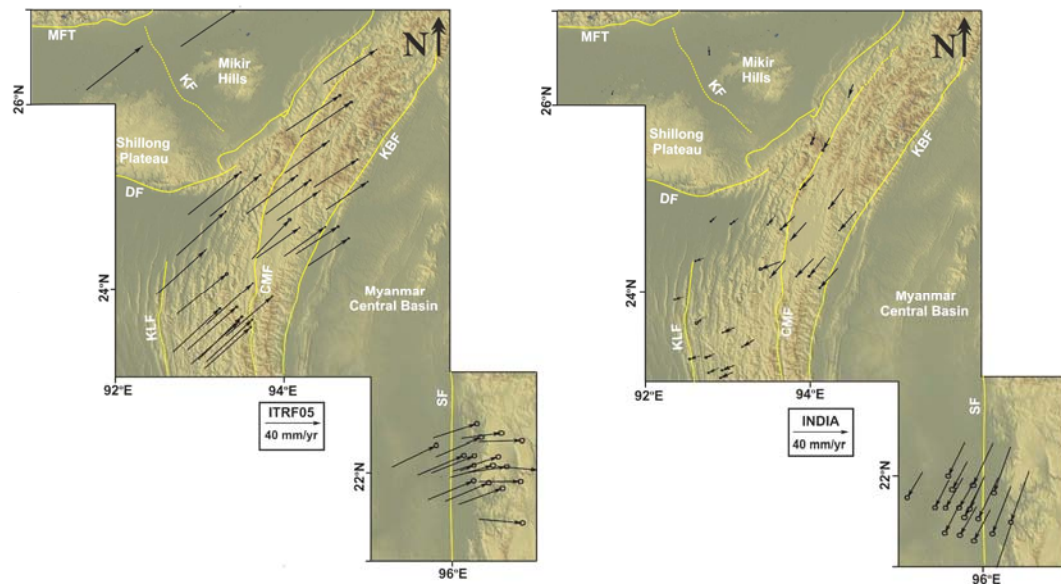 MFT
KF
Mikir
Hills
N
26°N
Shillong
Plateau
DF
KBF
24°N
KLF
CMF
Myanmar
Central Basin
92°E
94°E
ITRF05
40 mm/yr
SF
22°N
96°E
MFT
KF
Mikir
Hills
N
26°N
Shillong
Plateau
DF
KBF
24°N
KLF
CMF
Myanmar
Central Basin
92°E
94°E
INDIA
40 mm/yr
SF
22°N
96°E